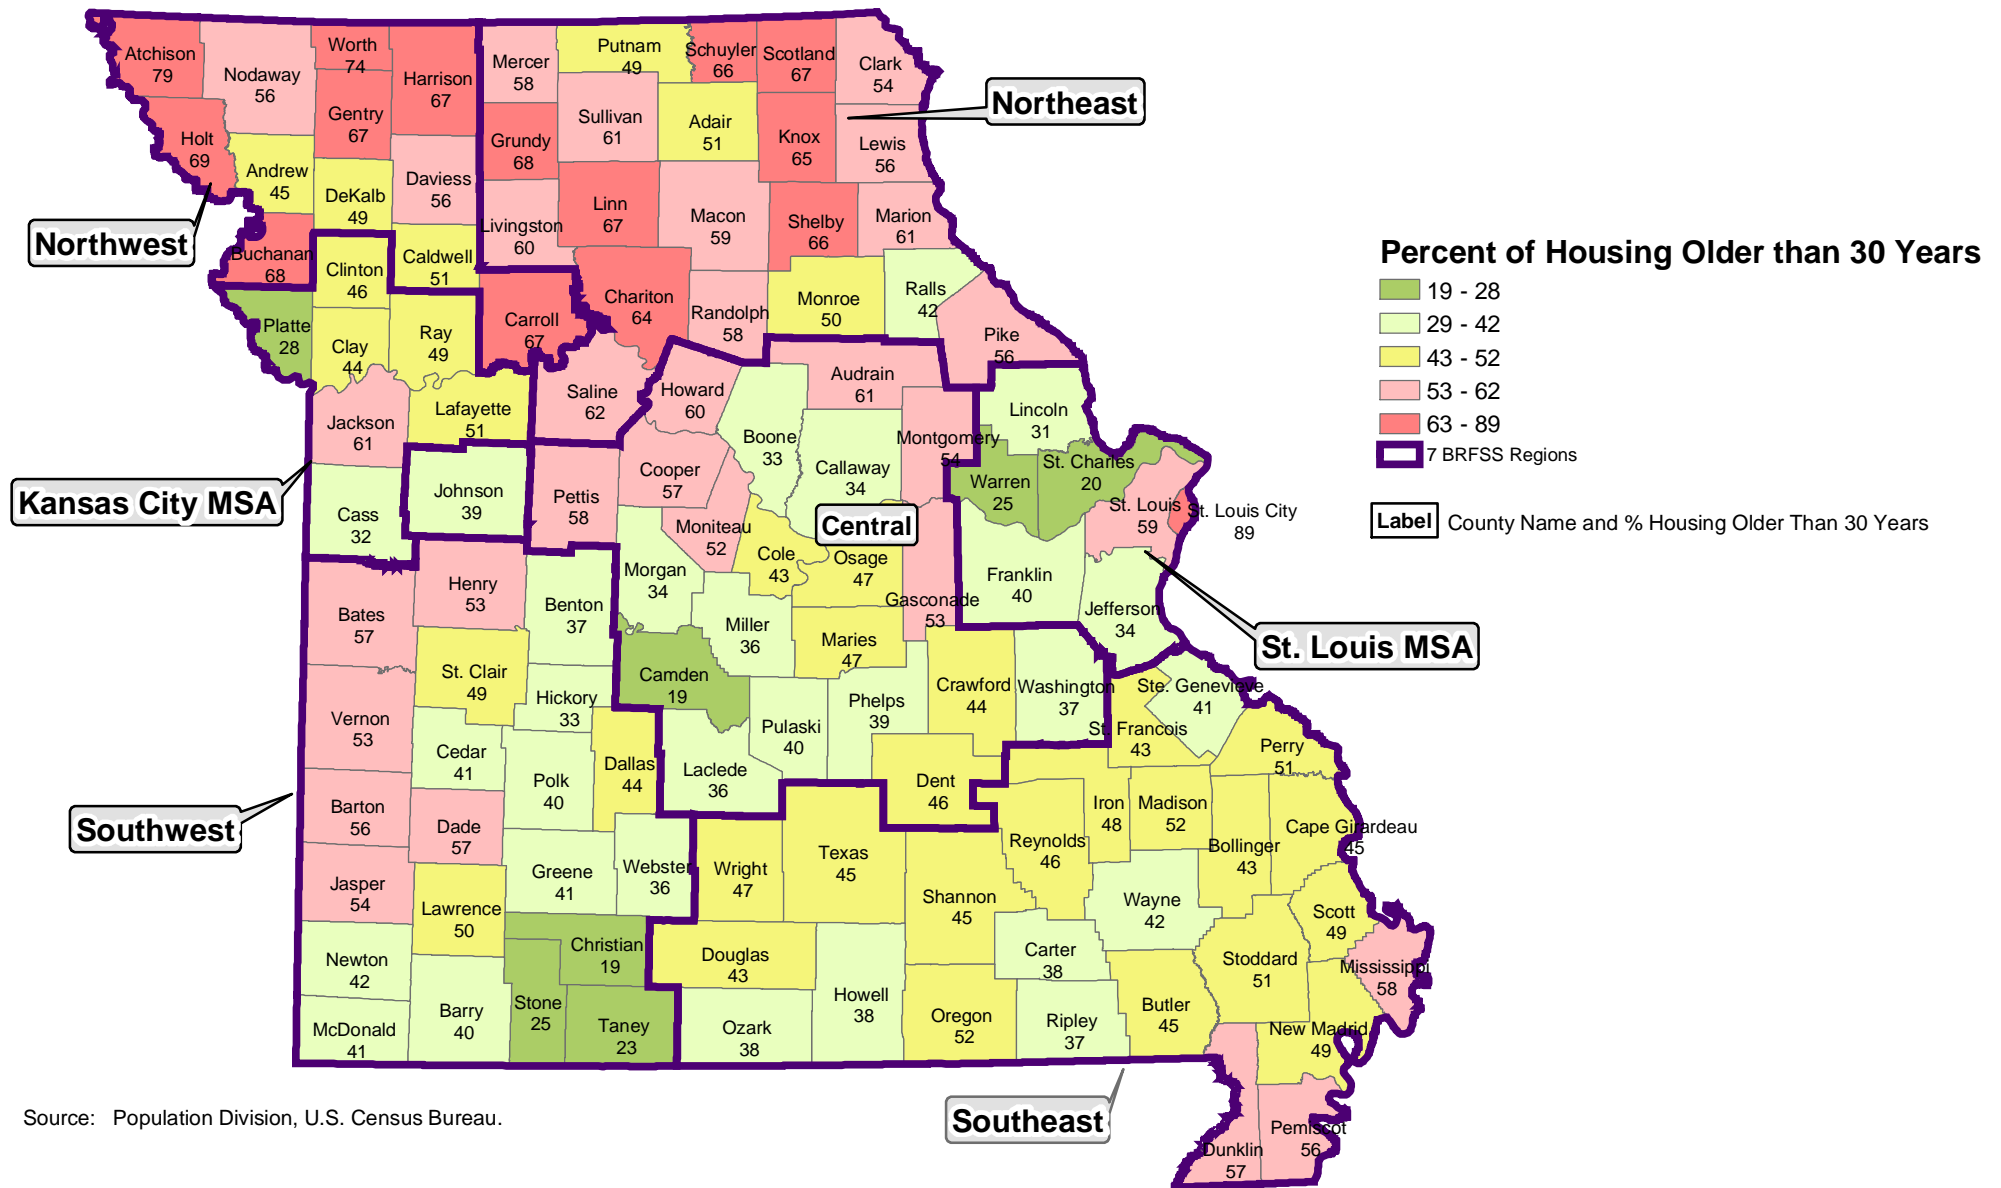 Atchison
79
Nodaway
56
Worth
74
Harrison
67
Mercer
58
Putnam
49
Schuyler
66
Scotland
67
Clark
54
Northeast
Gentry
67
Sullivan
61
Adair
51
Holt
69
Grundy
68
Knox
65
Lewis
56
Andrew
45
DeKalb
49
Daviess
56
Northwest
Livingston
60
Linn
67
Macon
59
Shelby
66
Marion
61
Buchanan
68
Clinton
46
Caldwell
51
Percent of Housing Older than 30 Years
19 - 28
29 - 42
43 - 52
53 - 62
63 - 89
7 BRFSS Regions
Label
County Name and % Housing Older Than 30 Years
Platte
28
Clay
44
Ray
49
Carroll
67
Chariton
64
Randolph
58
Monroe
50
Ralls
42
Pike
56
Jackson
61
Lafayette
51
Saline
62
Howard
60
Audrain
61
Boone
33
Callaway
34
Montgomery
54
Lincoln
31
Warren
25
St. Charles
20
St. Louis
59
St. Louis City
89
Kansas City MSA
Cass
32
Johnson
39
Pettis
58
Cooper
57
Moniteau
52
Central
Cole
43
Osage
47
Gasconade
53
Franklin
40
Jefferson
34
St. Louis MSA
Bates
57
Henry
53
Benton
37
Morgan
34
Miller
36
Maries
47
St. Clair
49
Hickory
33
Camden
19
Pulaski
40
Phelps
39
Crawford
44
Washington
37
Ste. Genevieve
41
St. Francois
43
Perry
51
Vernon
53
Cedar
41
Polk
40
Dallas
44
Laclede
36
Dent
46
Iron
48
Madison
52
Southwest
Barton
56
Dade
57
Greene
41
Webster
36
Wright
47
Texas
45
Reynolds
46
Bollinger
43
Cape Girardeau
45
Jasper
54
Lawrence
50
Shannon
45
Wayne
42
Scott
49
Newton
42
Christian
19
Douglas
43
Carter
38
Stoddard
51
Mississippi
58
McDonald
41
Barry
40
Stone
25
Taney
23
Ozark
38
Howell
38
Oregon
52
Ripley
37
Butler
45
New Madrid
49
Southeast
Pemiscot
56
Dunklin
57
Source: Population Division, U.S. Census Bureau.